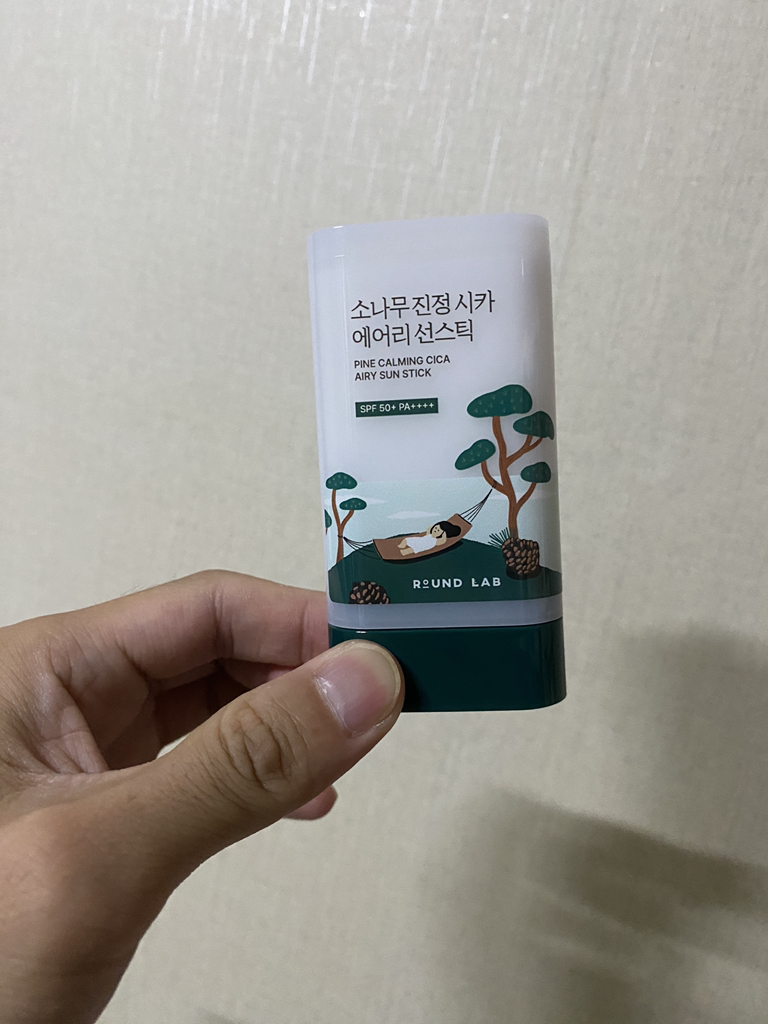 소나무 진정 시카
에어리 선스틱
PINE CALMING CICA
AIRY SUN STICK
SPF 50+ PA++++
ROUND LAB